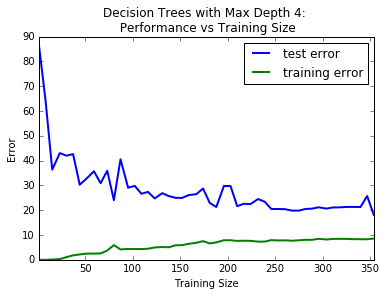 Decision Trees with Max Depth 4:
Performance vs Training Size
90
80
70
60
50
40
30
20
10
0
Error
test error
training error
50
100
150
200
250
300
350
Training Size